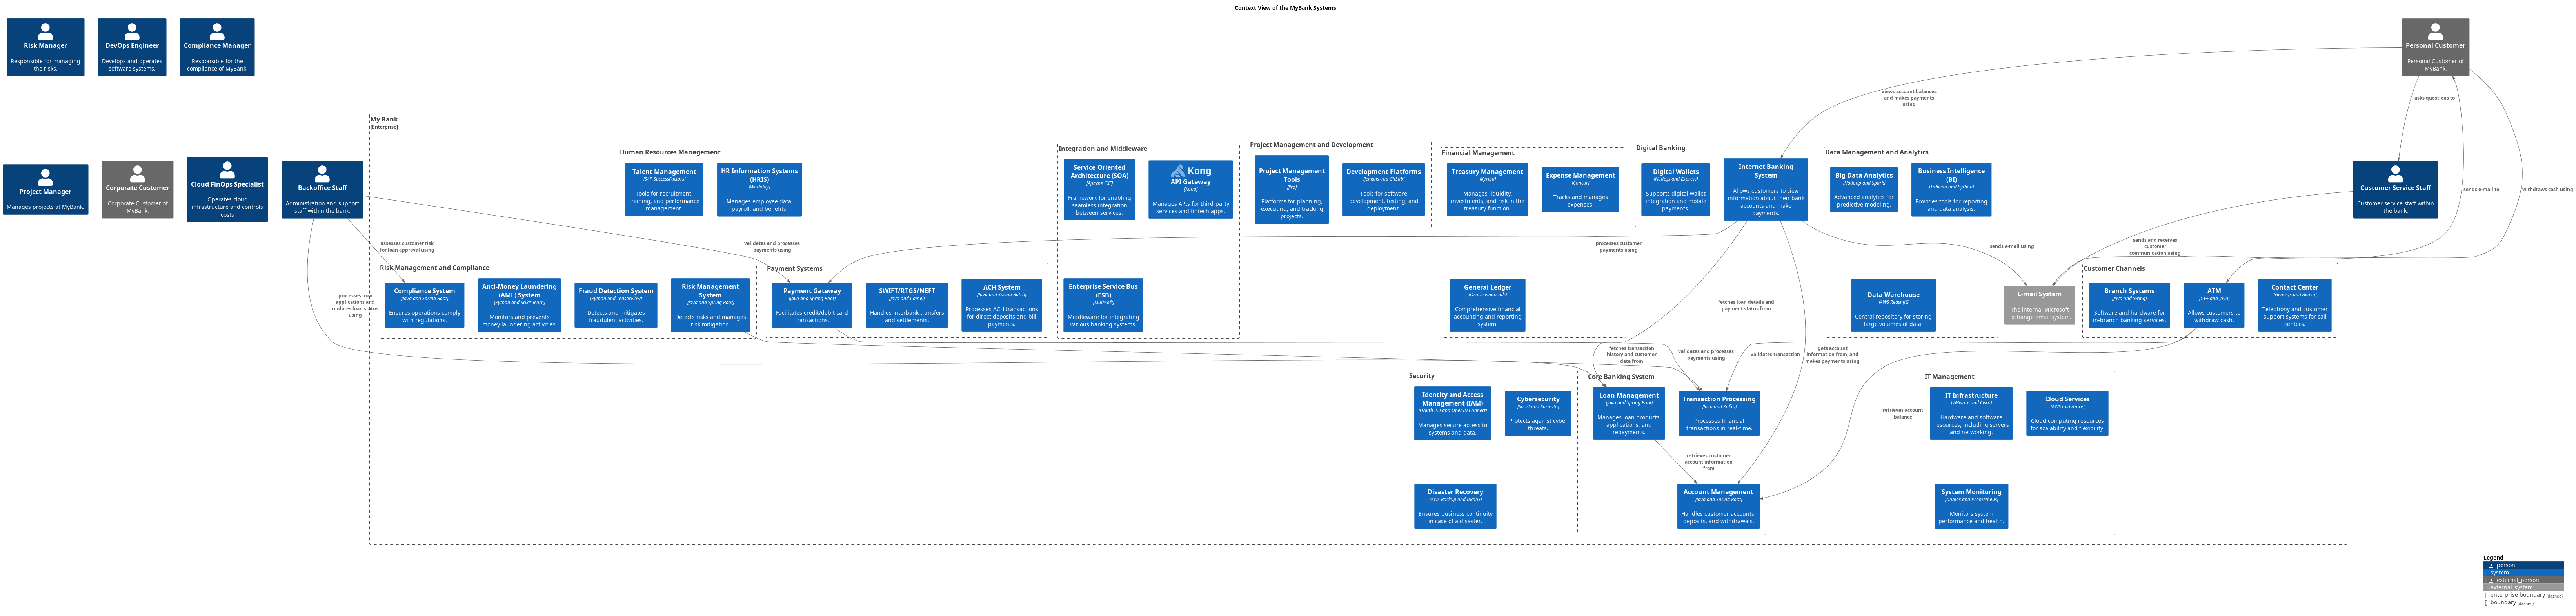 Context View of the MyBank Systems
Risk Manager
Responsible for managing
the risks.
DevOps Engineer
Develops and operates
software systems.
Compliance Manager
Responsible for the
compliance of MyBank.
Personal Customer
Personal Customer of
MyBank.
views account balances
and makes payments
using
asks questions to
My Bank
[Enterprise]
Project Manager
Manages projects at MyBank.
Corporate Customer
Corporate Customer of
MyBank.
Cloud FinOps Specialist
Operates cloud
infrastructure and controls
costs
Backoffice Staff
Administration and support
staff within the bank.
Human Resources Management
Talent Management
[SAP SuccessFactors]
Tools for recruitment,
training, and performance
management.
HR Information Systems
(HRIS)
[Workday]
Manages employee data,
payroll, and benefits.
Integration and Middleware
Service-Oriented
Architecture (SOA)
[Apache CXF]
Framework for enabling
seamless integration
between services.
Kong
API Gateway
[Kong]
Manages APIs for third-party
services and fintech apps.
Enterprise Service Bus
(ESB)
[MuleSoft]
Middleware for integrating
various banking systems.
Project Management and Development
Project Management
Tools
[Jira]
Platforms for planning,
executing, and tracking
projects.
Development Platforms
[Jenkins and GitLab]
Tools for software
development, testing, and
deployment.
Financial Management
Treasury Management
[Kyriba]
Manages liquidity,
investments, and risk in the
treasury function.
Expense Management
[Concur]
Tracks and manages
expenses.
General Ledger
[Oracle Financials]
Comprehensive financial
accounting and reporting
system.
Digital Banking
Digital Wallets
[Node.js and Express]
Supports digital wallet
integration and mobile
payments.
Internet Banking
System
Allows customers to view
information about their bank
accounts and make
payments.
Data Management and Analytics
Big Data Analytics
[Hadoop and Spark]
Advanced analytics for
predictive modeling.
Business Intelligence
(BI)
[Tableau and Python]
Provides tools for reporting
and data analysis.
Data Warehouse
[AWS Redshift]
Central repository for storing
large volumes of data.
Customer Service Staff
Customer service staff within
the bank.
sends e-mail to
withdraws cash using
assesses customer risk
for loan approval using
validates and processes
payments using
processes customer
payments using
sends e-mail using
sends and receives
customer
communication using
Risk Management and Compliance
Compliance System
[Java and Spring Boot]
Ensures operations comply
with regulations.
Anti-Money Laundering
(AML) System
[Python and Scikit-learn]
Monitors and prevents
money laundering activities.
Fraud Detection System
[Python and TensorFlow]
Detects and mitigates
fraudulent activities.
Risk Management
System
[Java and Spring Boot]
Detects risks and manages
risk mitigation.
Payment Systems
Payment Gateway
[Java and Spring Boot]
Facilitates credit/debit card
transactions.
SWIFT/RTGS/NEFT
[Java and Camel]
Handles interbank transfers
and settlements.
ACH System
[Java and Spring Batch]
Processes ACH transactions
for direct deposits and bill
payments.
E-mail System
The internal Microsoft
Exchange email system.
Customer Channels
Branch Systems
[Java and Swing]
Software and hardware for
in-branch banking services.
ATM
[C++ and Java]
Allows customers to
withdraw cash.
Contact Center
[Genesys and Avaya]
Telephony and customer
support systems for call
centers.
processes loan
applications and
updates loan status
using
fetches loan details and
payment status from
fetches transaction
history and customer
data from
validates and processes
payments using
validates transaction
gets account
information from, and
makes payments using
Security
Identity and Access
Management (IAM)
[OAuth 2.0 and OpenID Connect]
Manages secure access to
systems and data.
Cybersecurity
[Snort and Suricata]
Protects against cyber
threats.
Disaster Recovery
[AWS Backup and DRaaS]
Ensures business continuity
in case of a disaster.
Core Banking System
Loan Management
[Java and Spring Boot]
Manages loan products,
applications, and
repayments.
Transaction Processing
[Java and Kafka]
Processes financial
transactions in real-time.
retrieves customer
account information
from
Account Management
[Java and Spring Boot]
Handles customer accounts,
deposits, and withdrawals.
retrieves account
balance
IT Management
IT Infrastructure
[VMware and Cisco]
Hardware and software
resources, including servers
and networking.
Cloud Services
[AWS and Azure]
Cloud computing resources
for scalability and flexibility.
System Monitoring
[Nagios and Prometheus]
Monitors system
performance and health.
Legend
person
system
external_person
external_system
enterprise boundary (dashed)
boundary (dashed)